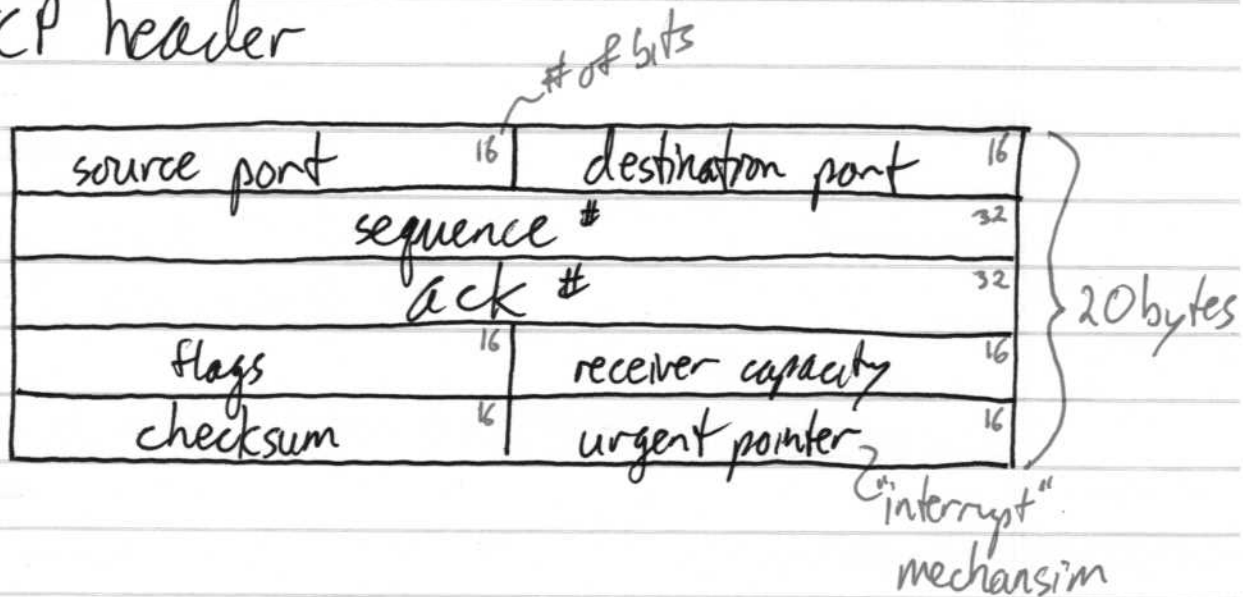 CP header
# of bits
source port 16 destination port 16
sequence # 32
ack # 32
20 bytes
flags 16 receiver capacity 16
checksum 16 urgent pointer 16
"interrupt"
mechansim